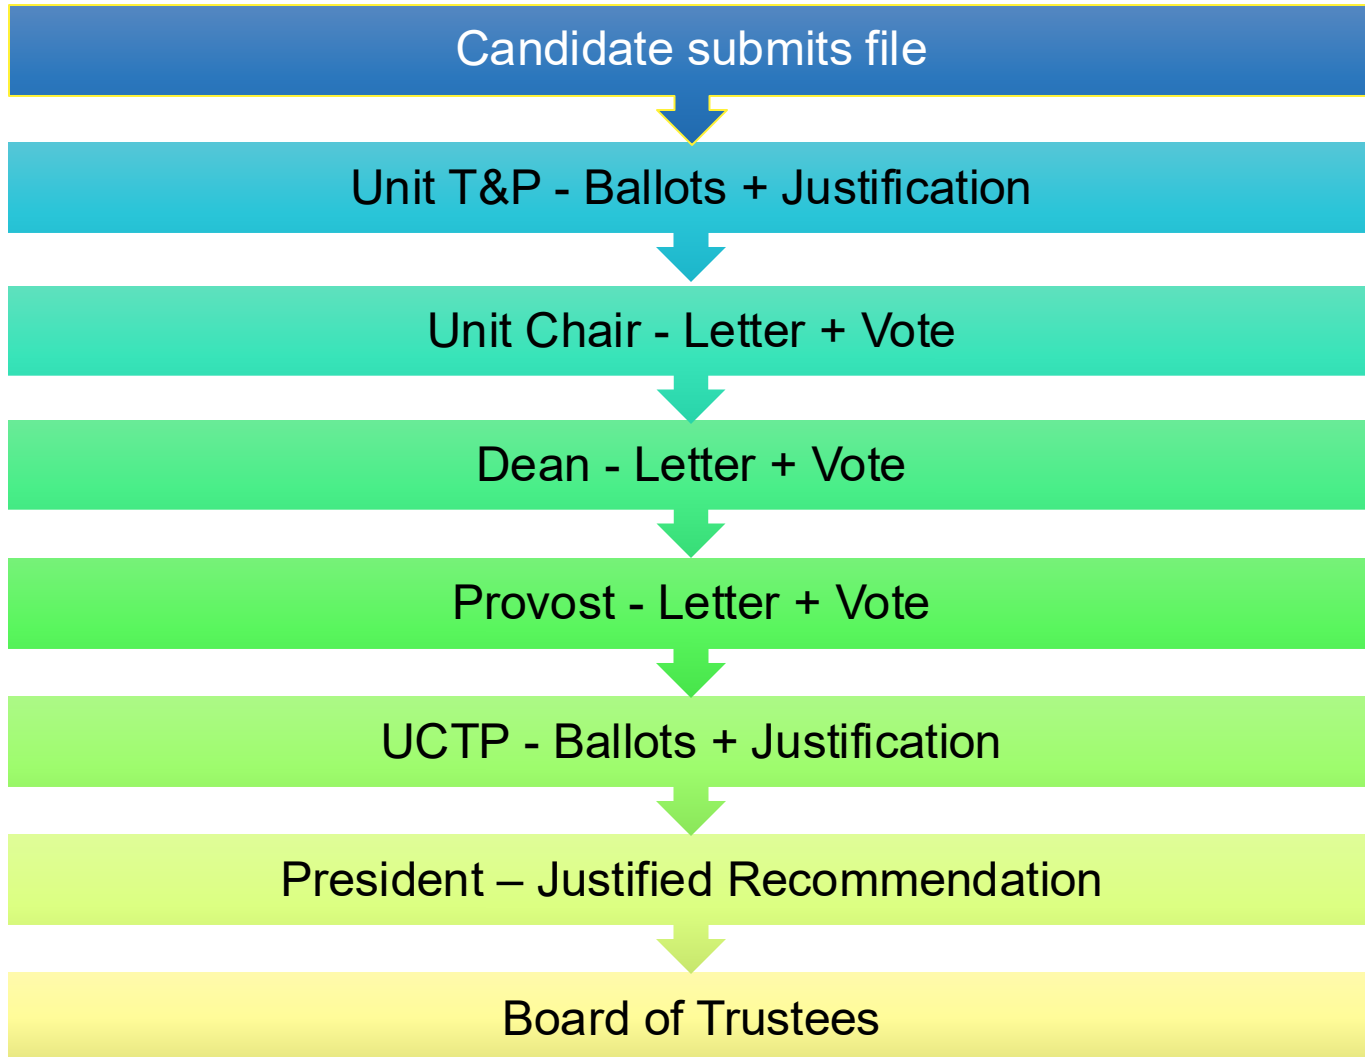 Candidate submits file
Unit T&P - Ballots + Justification
Unit Chair - Letter + Vote
Dean - Letter + Vote
Provost - Letter + Vote
UCTP - Ballots + Justification
President – Justified Recommendation
Board of Trustees